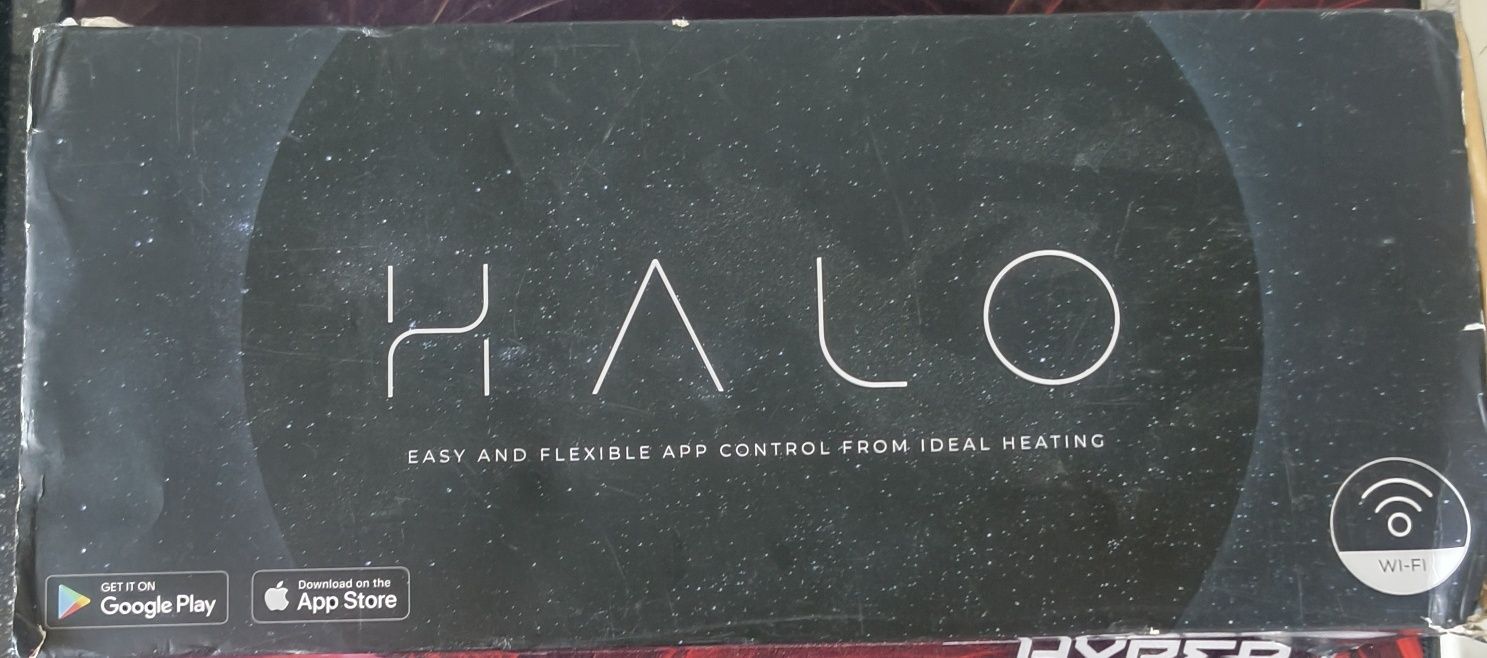 HALO
EASY AND FLEXIBLE APP CONTROL FROM IDEAL HEATING
WI-FI
GET IT ON
Google Play
Download on the
App Store
HYPER